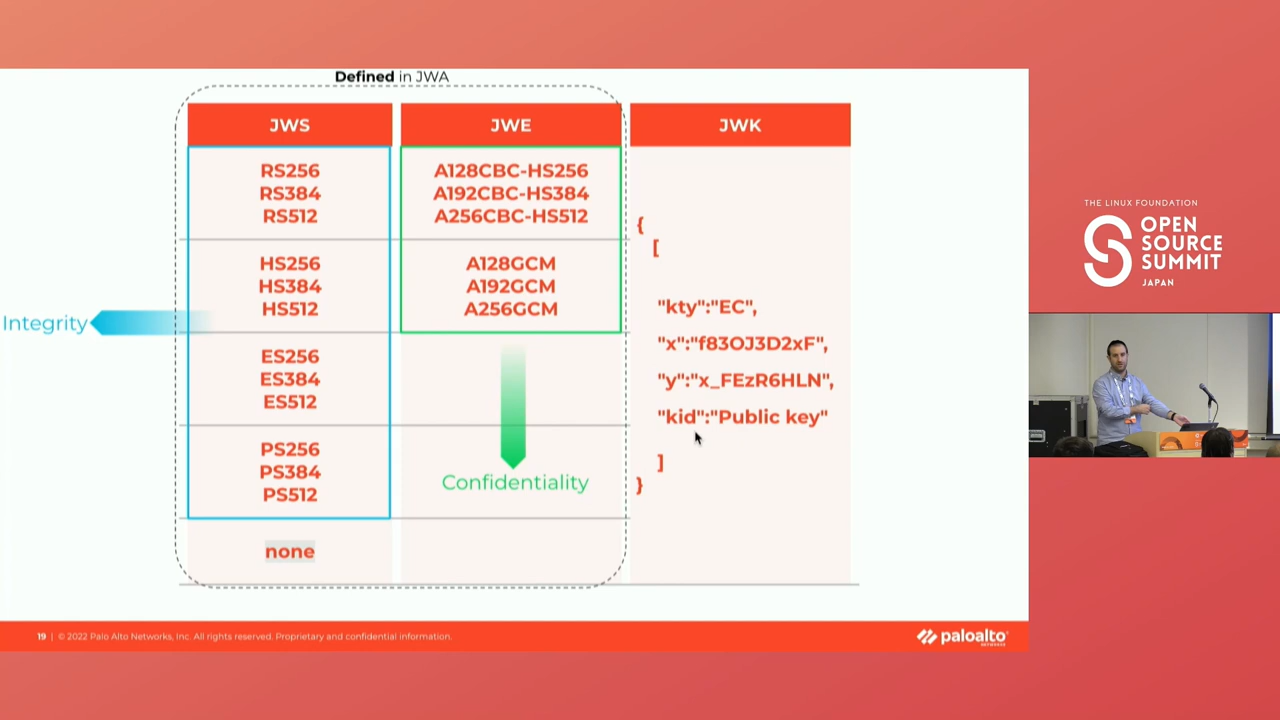 Defined in JWA
JWS
JWE
JWK
RS256
RS384
RS512
HS256
HS384
HS512
ES256
ES384
ES512
PS256
PS384
PS512
none
A128CBC-HS256
A192CBC-HS384
A256CBC-HS512
A128GCM
A192GCM
A256GCM
Confidentiality
Integrity
{
[
"kty":"EC",
"x":"f83OJ3D2xF",
"y":"x_FEzR6HLN",
"kid":"Public key"
]
}
19 | © 2022 Palo Alto Networks, Inc. All rights reserved. Proprietary and confidential information.
paloalto
NETWORKS
THE LINUX FOUNDATION
OPEN
SOURCE
SUMMIT
JAPAN